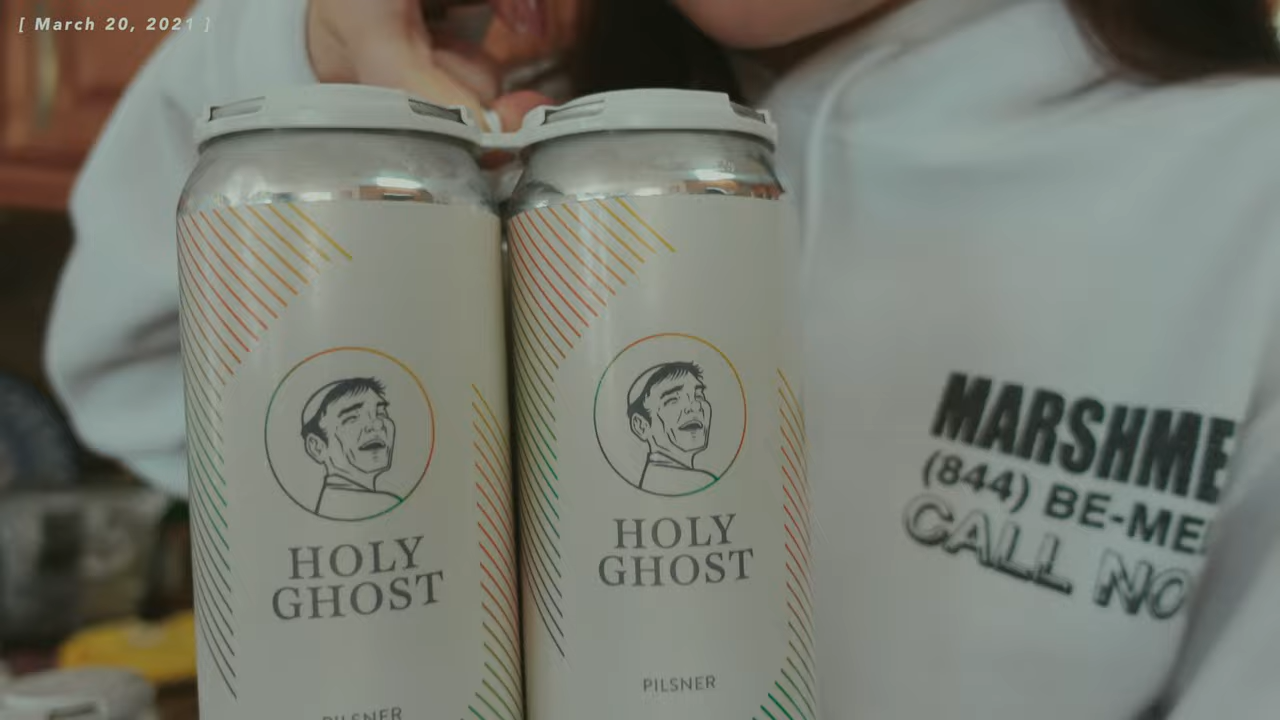 [ March 20, 2021 ]
HOLY
GHOST
PILSNER
HOLY
GHOST
PILSNER
MARSHME
(844) BE-ME
CALL NO